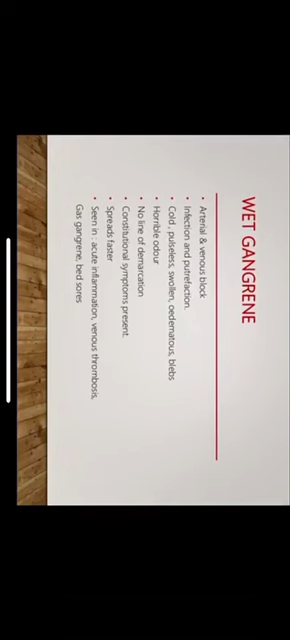 WET GANGRENE
• Arterial & venous block
• Infection and putrefaction.
• Cold , pulseless, swollen, oedematous, blebs
• Horrible odour
• No line of demarcation
• Constitutional symptoms present.
• Spreads faster
• Seen in : acute inflammation, venous thrombosis,
Gas gangrene, bed sores